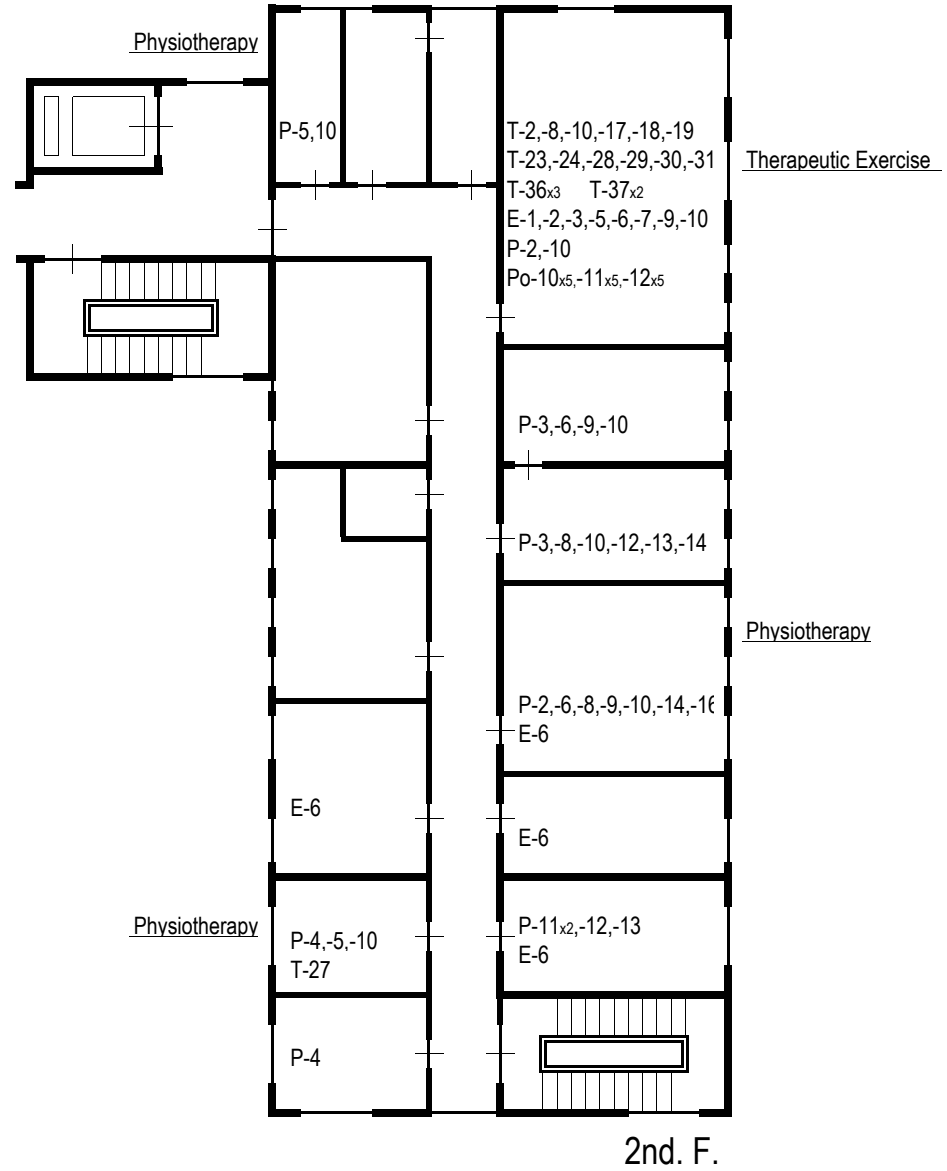 Physiotherapy
P-5,10
T-2,-8,-10,-17,-18,-19
T-23,-24,-28,-29,-30,-31
T-36x3 T-37x2
E-1,-2,-3,-5,-6,-7,-9,-10
P-2,-10
Po-10x5,-11x5,-12x5
Therapeutic Exercise
P-3,-6,-9,-10
P-3,-8,-10,-12,-13,-14
Physiotherapy
P-2,-6,-8,-9,-10,-14,-16
E-6
E-6
E-6
Physiotherapy
P-4,-5,-10
T-27
P-11x2,-12,-13
E-6
P-4
2nd. F.